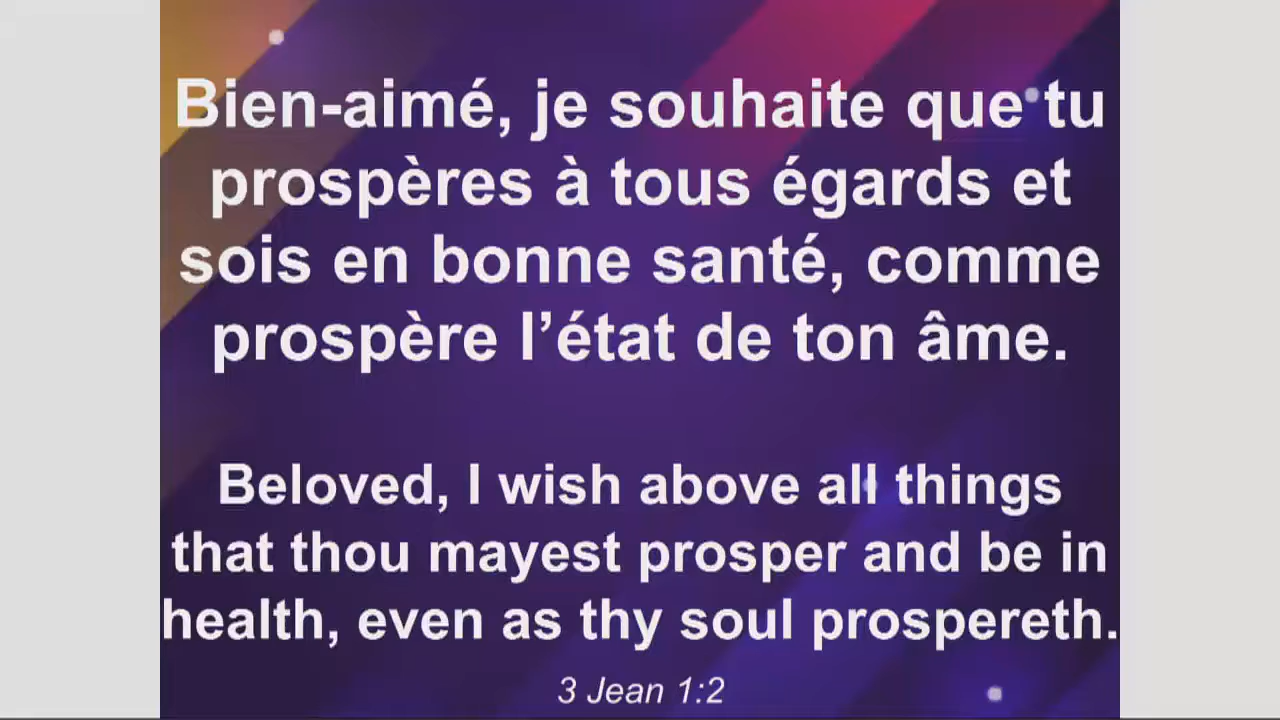 Bien-aimé, je souhaite que tu
prospères à tous égards et
sois en bonne santé, comme
prospère l’état de ton âme.
Beloved, I wish above all things
that thou mayest prosper and be in
health, even as thy soul prospereth.
3 Jean 1:2